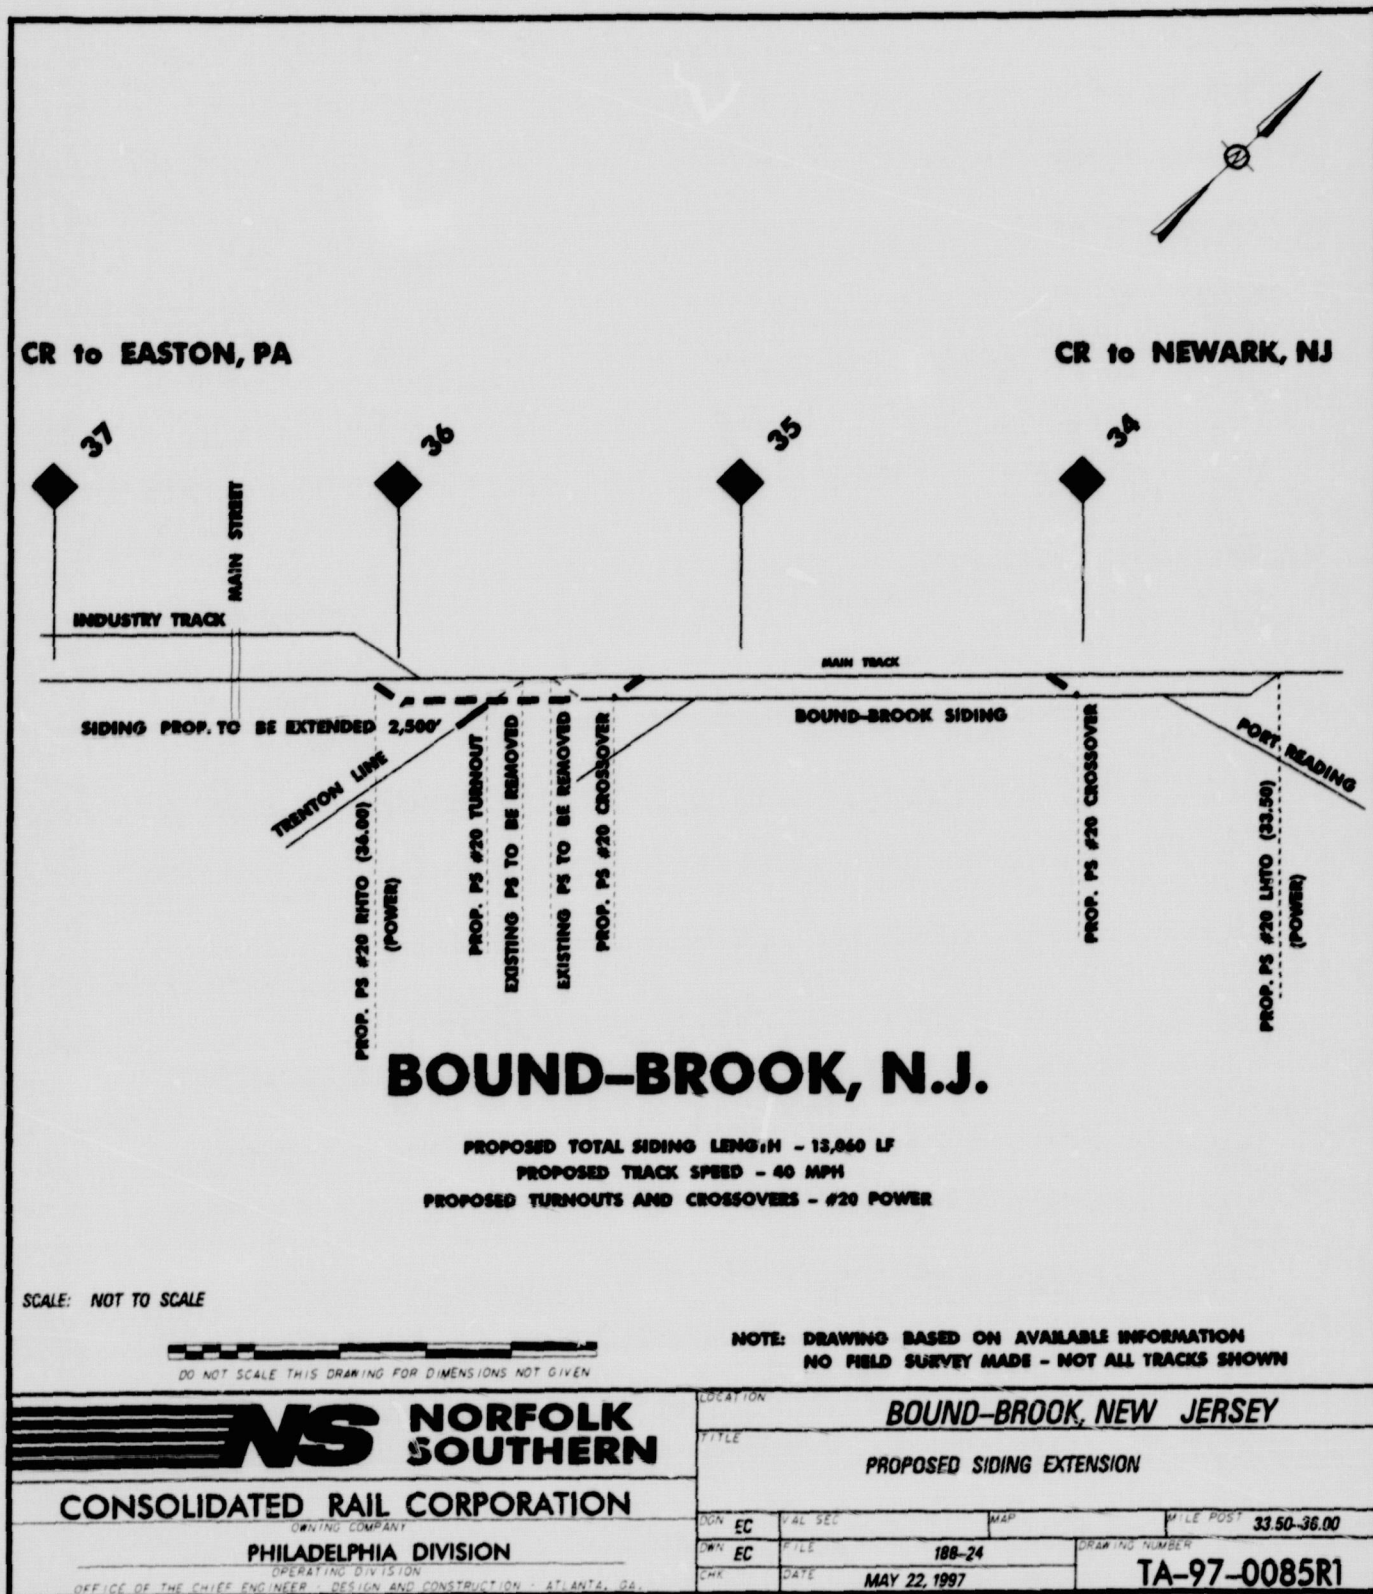 CR to EASTON, PA
CR to NEWARK, NJ
37
36
35
34
MAIN STREET
INDUSTRY TRACK
MAIN TRACK
SIDING PROP. TO BE EXTENDED 2,500'
BOUND-BROOK SIDING
TRENTON LINE
PORT READING
PROP. PS #20 RHTO (36.00)
(POWER)
PROP. PS #20 TURNOUT
EXISTING PS TO BE REMOVED
EXISTING PS TO BE REMOVED
PROP. PS #20 CROSSOVER
PROP. PS #20 CROSSOVER
PROP. PS #20 LHTO (33.50)
(POWER)
BOUND-BROOK, N.J.
PROPOSED TOTAL SIDING LENGTH - 13,060 LF
PROPOSED TRACK SPEED - 40 MPH
PROPOSED TURNOUTS AND CROSSOVERS - #20 POWER
SCALE: NOT TO SCALE
DO NOT SCALE THIS DRAWING FOR DIMENSIONS NOT GIVEN
NOTE: DRAWING BASED ON AVAILABLE INFORMATION
NO FIELD SURVEY MADE - NOT ALL TRACKS SHOWN
NS NORFOLK SOUTHERN
CONSOLIDATED RAIL CORPORATION
OWNING COMPANY
PHILADELPHIA DIVISION
OPERATING DIVISION
OFFICE OF THE CHIEF ENGINEER - DESIGN AND CONSTRUCTION - ATLANTA, GA.
LOCATION BOUND-BROOK, NEW JERSEY
TITLE
PROPOSED SIDING EXTENSION
DGN EC VAL SEC MAP MILE POST 33.50-36.00
DWN EC FILE 188-24 DRAWING NUMBER
CHK DATE MAY 22, 1997 TA-97-0085R1